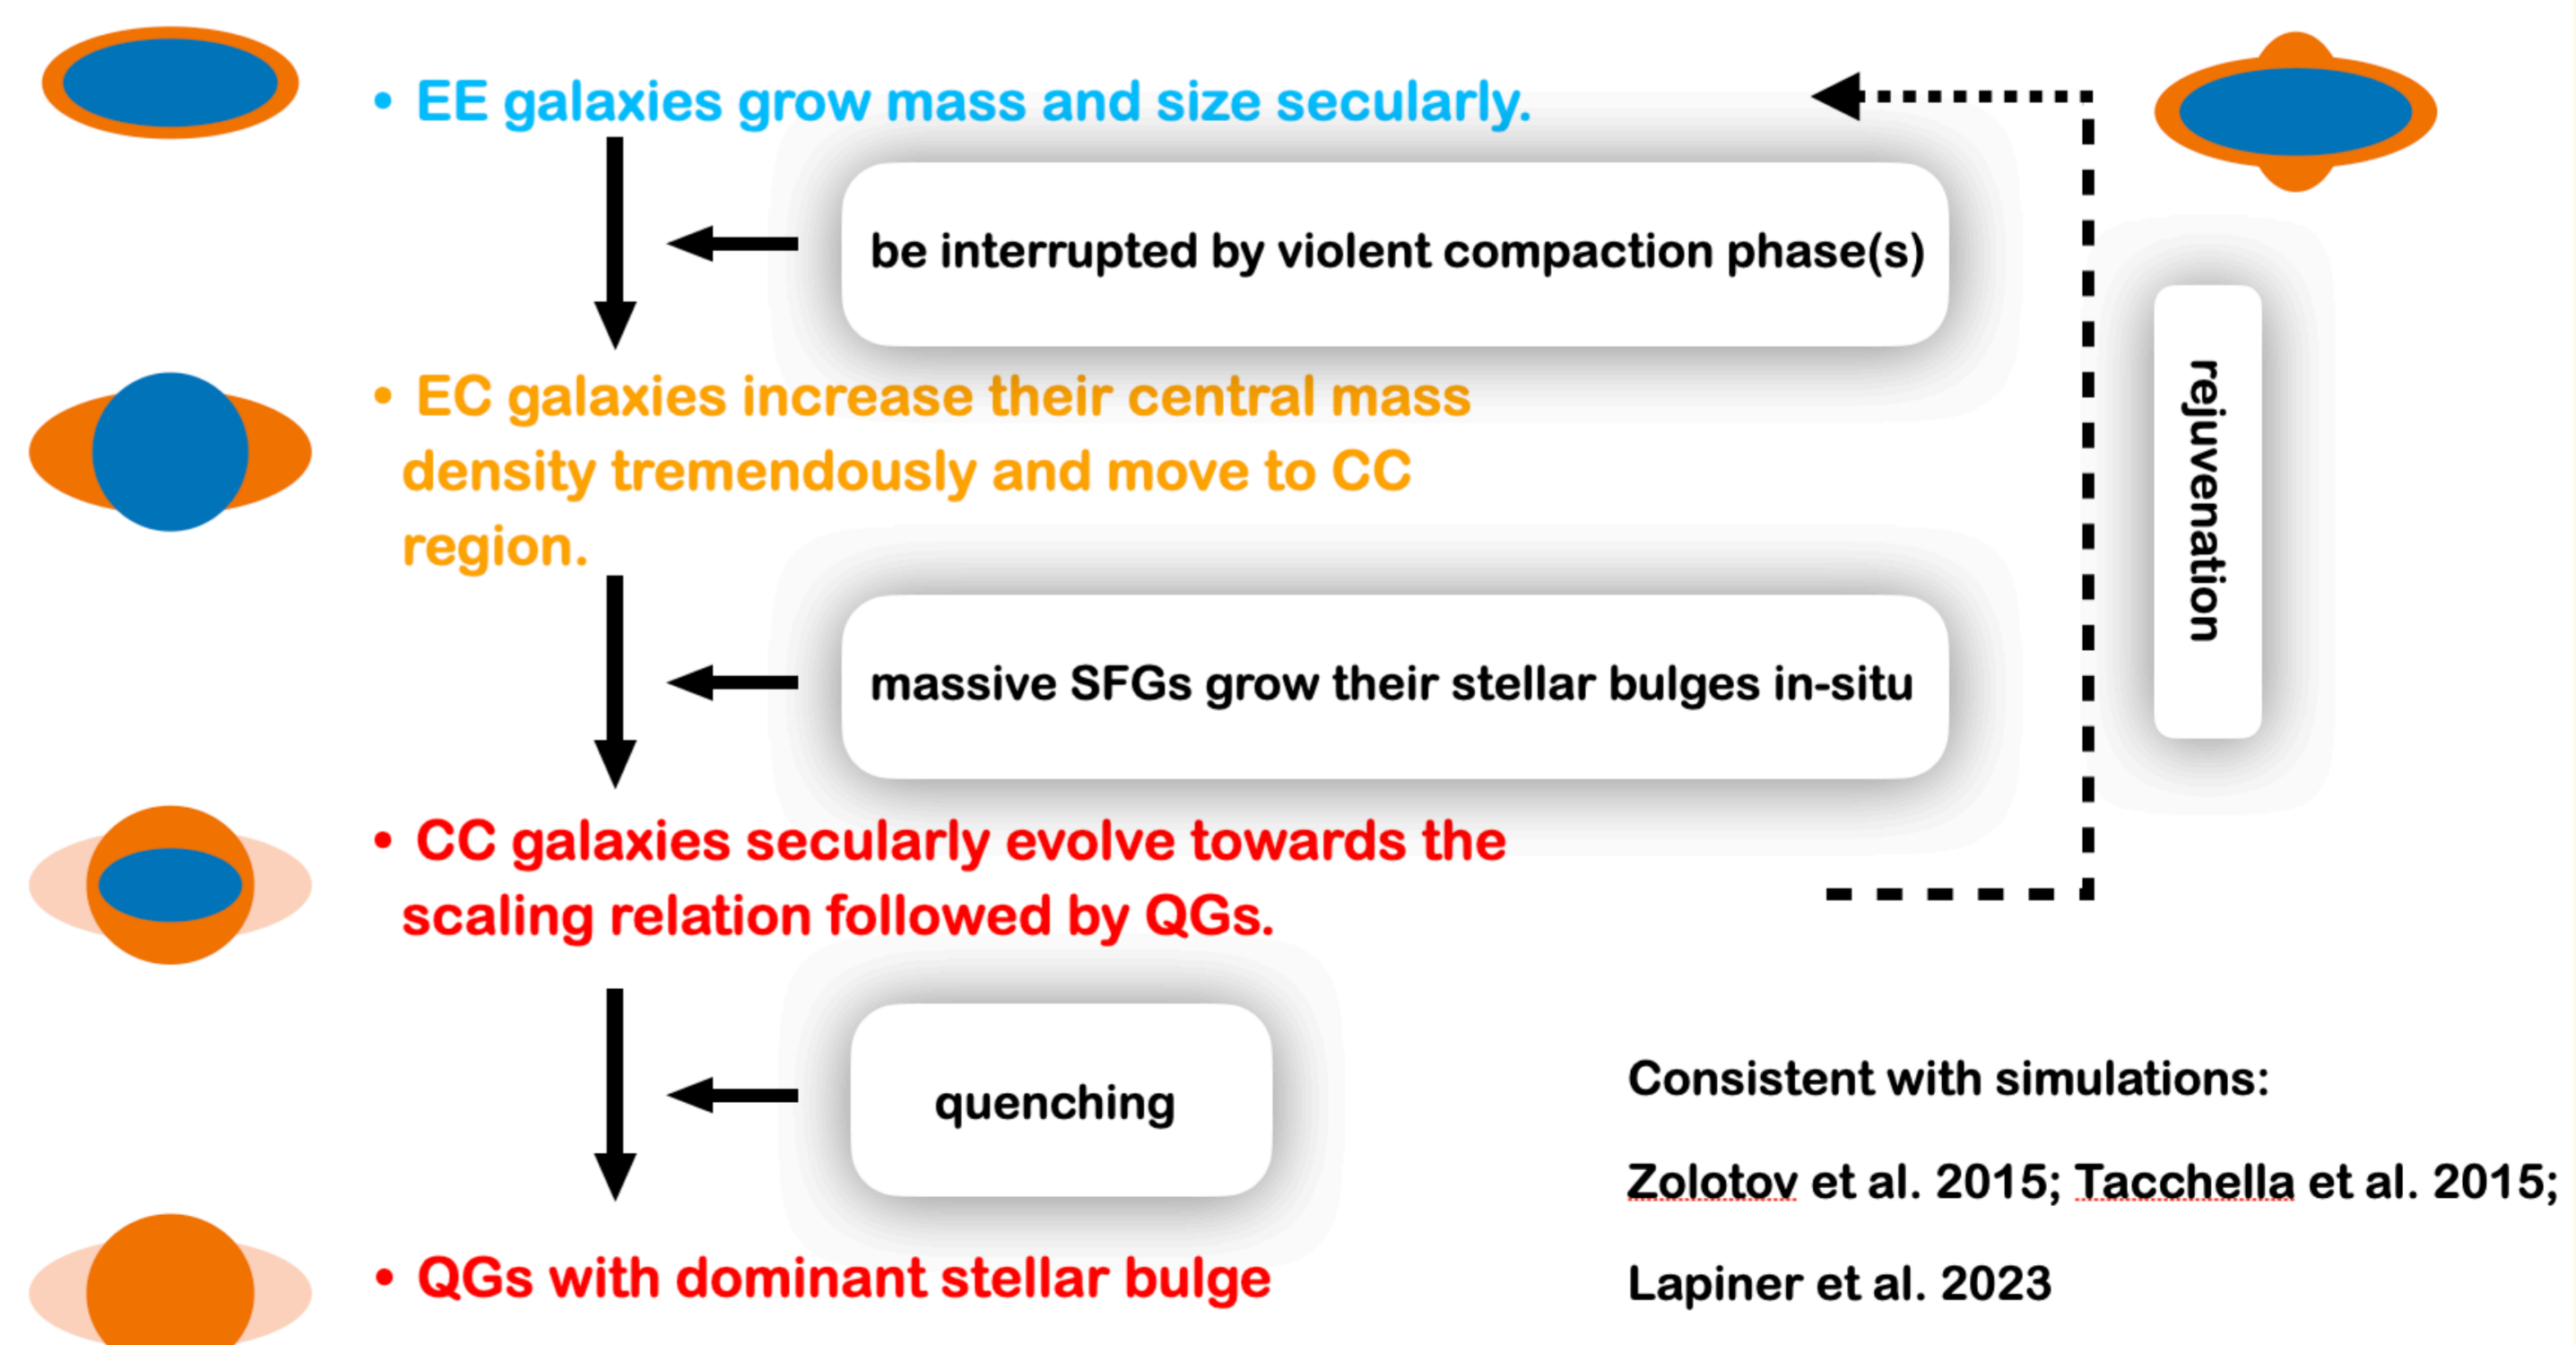 • EE galaxies grow mass and size secularly.
be interrupted by violent compaction phase(s)
• EC galaxies increase their central mass
density tremendously and move to CC
region.
massive SFGs grow their stellar bulges in-situ
• CC galaxies secularly evolve towards the
scaling relation followed by QGs.
quenching
• QGs with dominant stellar bulge
rejuvenation
Consistent with simulations:
Zolotov et al. 2015; Tacchella et al. 2015;
Lapiner et al. 2023